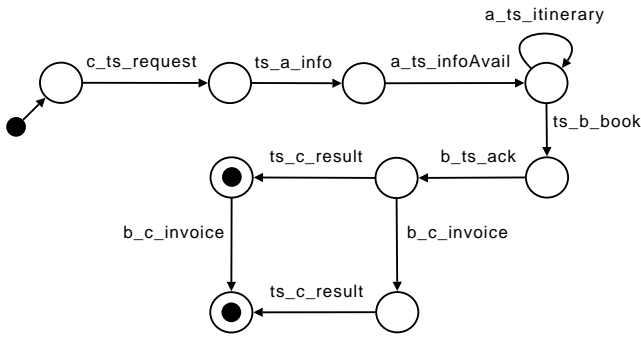 a_ts_itinerary
c_ts_request
ts_a_info
a_ts_infoAvail
ts_b_book
ts_c_result
b_ts_ack
b_c_invoice
b_c_invoice
ts_c_result